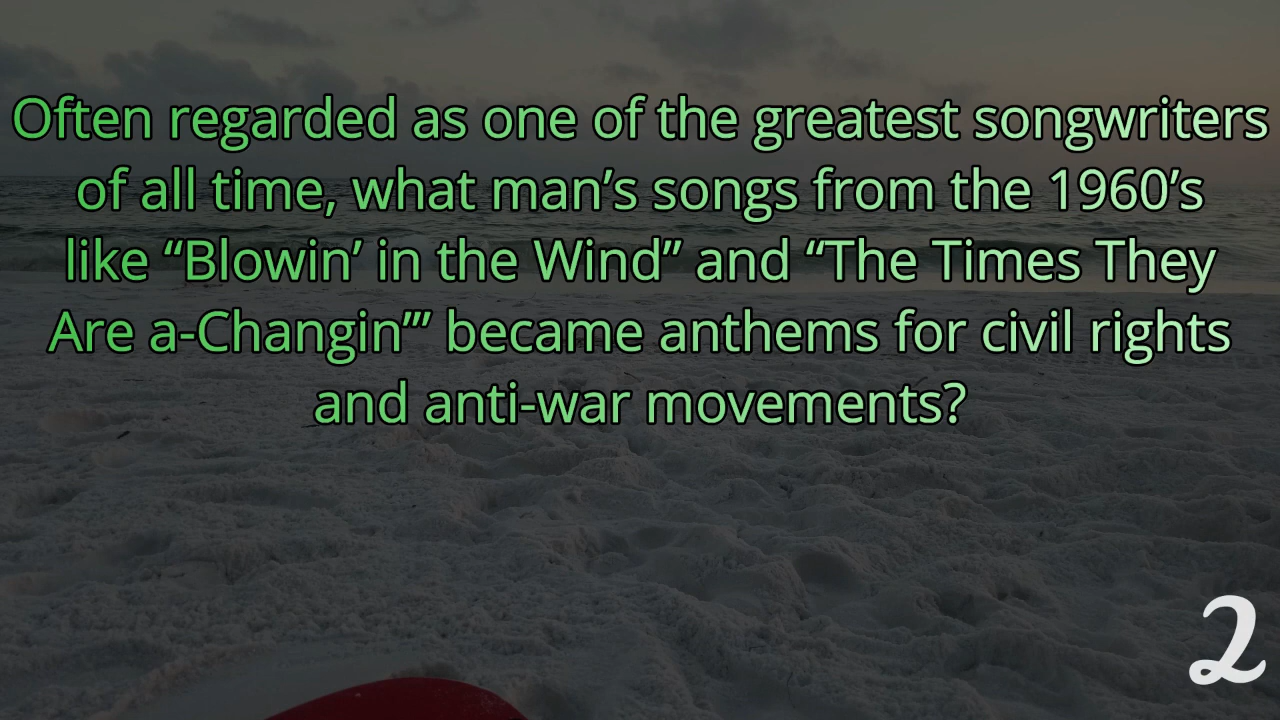 Often regarded as one of the greatest songwriters
of all time, what man’s songs from the 1960’s
like “Blowin’ in the Wind” and “The Times They
Are a-Changin’” became anthems for civil rights
and anti-war movements?
2